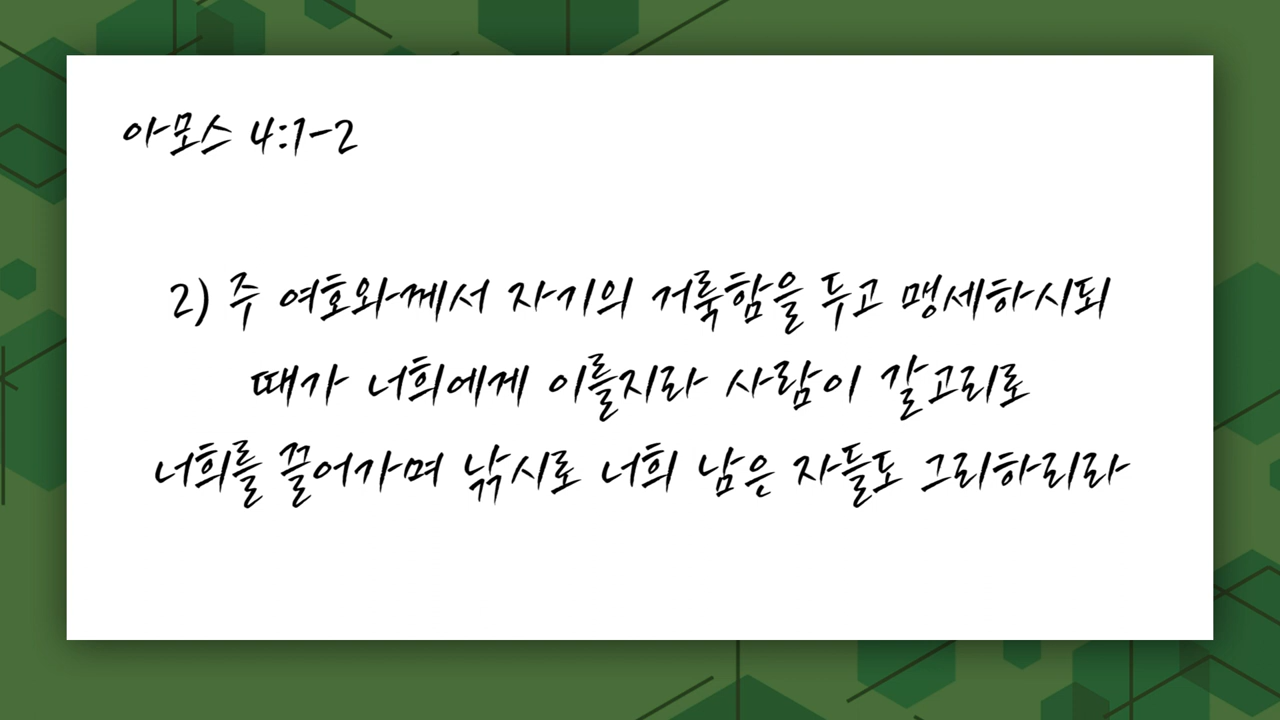 아모스 4:1-2
2) 주 여호와께서 자기의 거룩함을 두고 맹세하시되
때가 너희에게 이를지라 사람이 갈고리로
너희를 끌어가며 낚시로 너희 남은 자들도 그리하리라